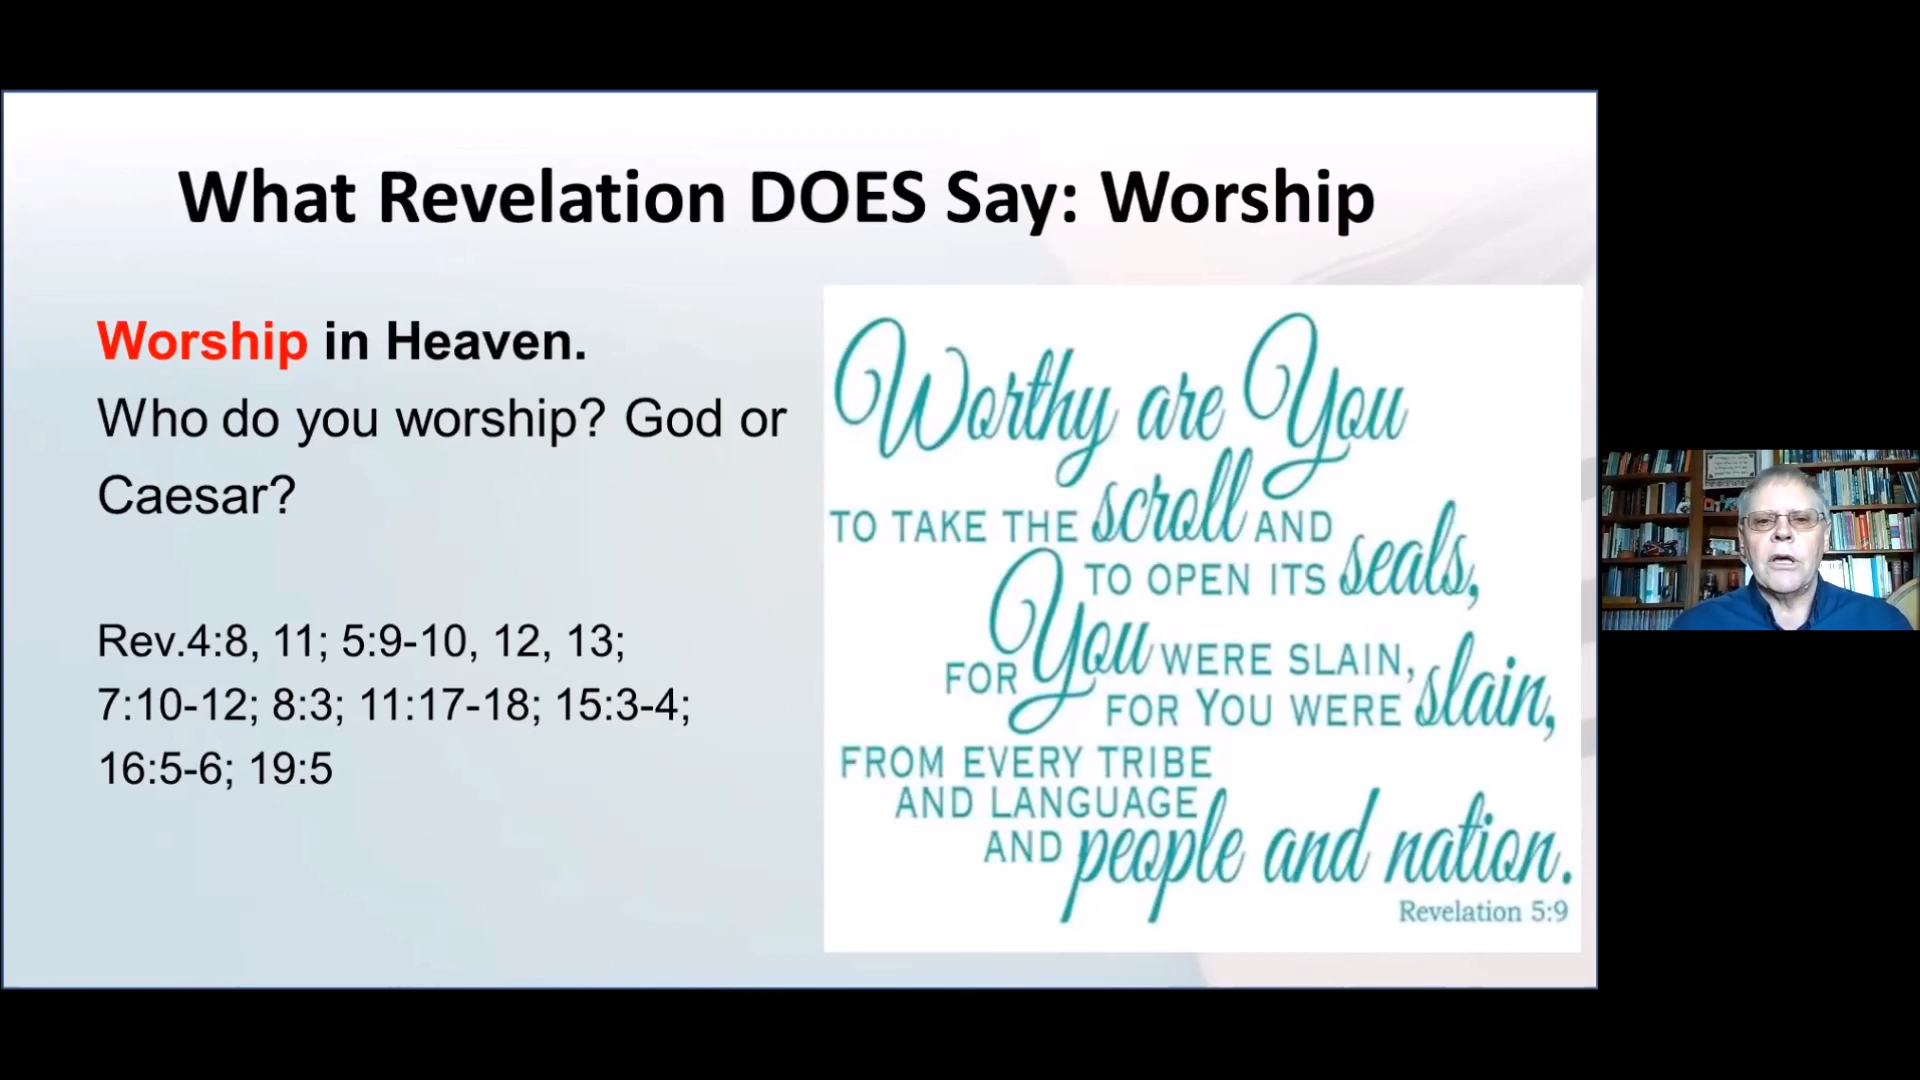 What Revelation DOES Say: Worship
Worship in Heaven.
Who do you worship? God or
Caesar?
Rev.4:8, 11; 5:9-10, 12, 13;
7:10-12; 8:3; 11:17-18; 15:3-4;
16:5-6; 19:5
Worthy are You
TO TAKE THE scroll AND
TO OPEN ITS seals,
FOR You WERE SLAIN,
FOR YOU WERE slain,
FROM EVERY TRIBE
AND LANGUAGE
AND people and nation.
Revelation 5:9